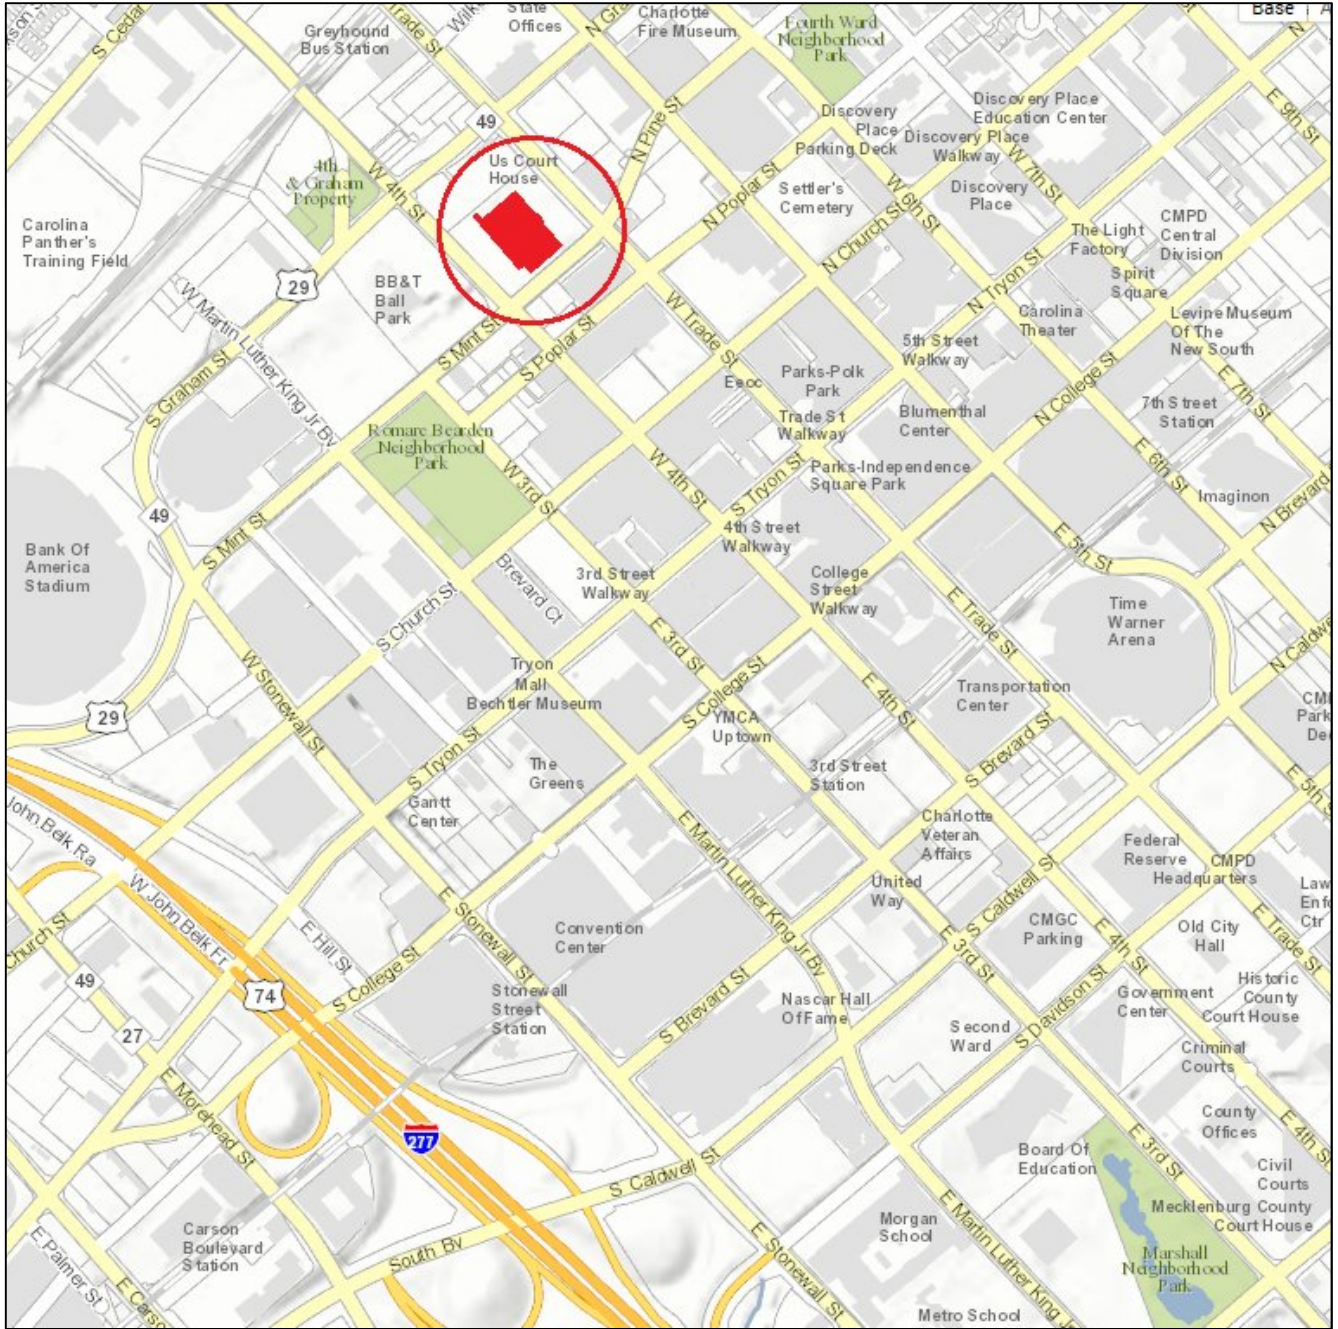 S Cedar
Greyhound
Bus Station
Trade St
State
Offices
N Gra
Charlotte
Fire Museum
Fourth Ward
Neighborhood
Park
Base
49
Us Court
House
N Pine St
Discovery
Place
Parking Deck
Discovery Place
Education Center
Discovery Place
Walkway
E 9th St
W 7th St
4th
& Graham
Property
W 4th St
N Poplar St
Settler's
Cemetery
W 6th St
Discovery
Place
Carolina
Panther's
Training Field
29
BB&T
Ball
Park
N Church St
The Light
Factory
CMPD
Central
Division
Spirit
Square
N Tryon St
W Martin Luther King Jr Bv
S Mint St
S Poplar St
W Trade St
5th Street
Walkway
Carolina
Theater
Levine Museum
Of The
New South
S Graham St
Eeoc
Parks-Polk
Park
N College St
E 7th St
Romare Bearden
Neighborhood
Park
Trade St
Walkway
Blumenthal
Center
7th Street
Station
W 3rd St
W 4th St
S Tryon St
Parks-Independence
Square Park
E 6th St
Imaginon
N Brevard
49
S Mint St
4th Street
Walkway
Bank Of
America
Stadium
Brevard Ct
3rd Street
Walkway
College
Street
Walkway
E 5th St
E Trade St
Time
Warner
Arena
S Church St
E 3rd St
N Caldwe
W Stonewall St
Tryon
Mall
Bechtler Museum
S College St
E 4th St
Transportation
Center
29
YMCA
Uptown
S Brevard St
CM
Park
De
S Tryon St
The
Greens
3rd Street
Station
E 5th S
John Belk Ra
Gantt
Center
E Martin Luther King Jr Bv
Charlotte
Veteran
Affairs
Federal
Reserve
CMPD
Headquarters
W John Belk Fr
E Hill St
E Stonewall St
United
Way
S Caldwell St
Law
Enf
Ctr
Church St
Convention
Center
E 3rd St
CMGC
Parking
E 4th St
Old City
Hall
E Trade St
49
74
S College St
Stonewall
Street
Station
S Brevard St
Nascar Hall
Of Fame
S Davidson St
Government
Center
Historic
County
Court House
27
Second
Ward
Criminal
Courts
E Morehead St
277
County
Offices
E 4th St
S Caldwell St
Board Of
Education
E 3rd St
Civil
Courts
Mecklenburg County
Court House
Carson
Boulevard
Station
South Bv
E Stonewall St
Morgan
School
E Martin Luther King Jr
Marshall
Neighborhood
Park
E Palmer St
E Carso
Metro School